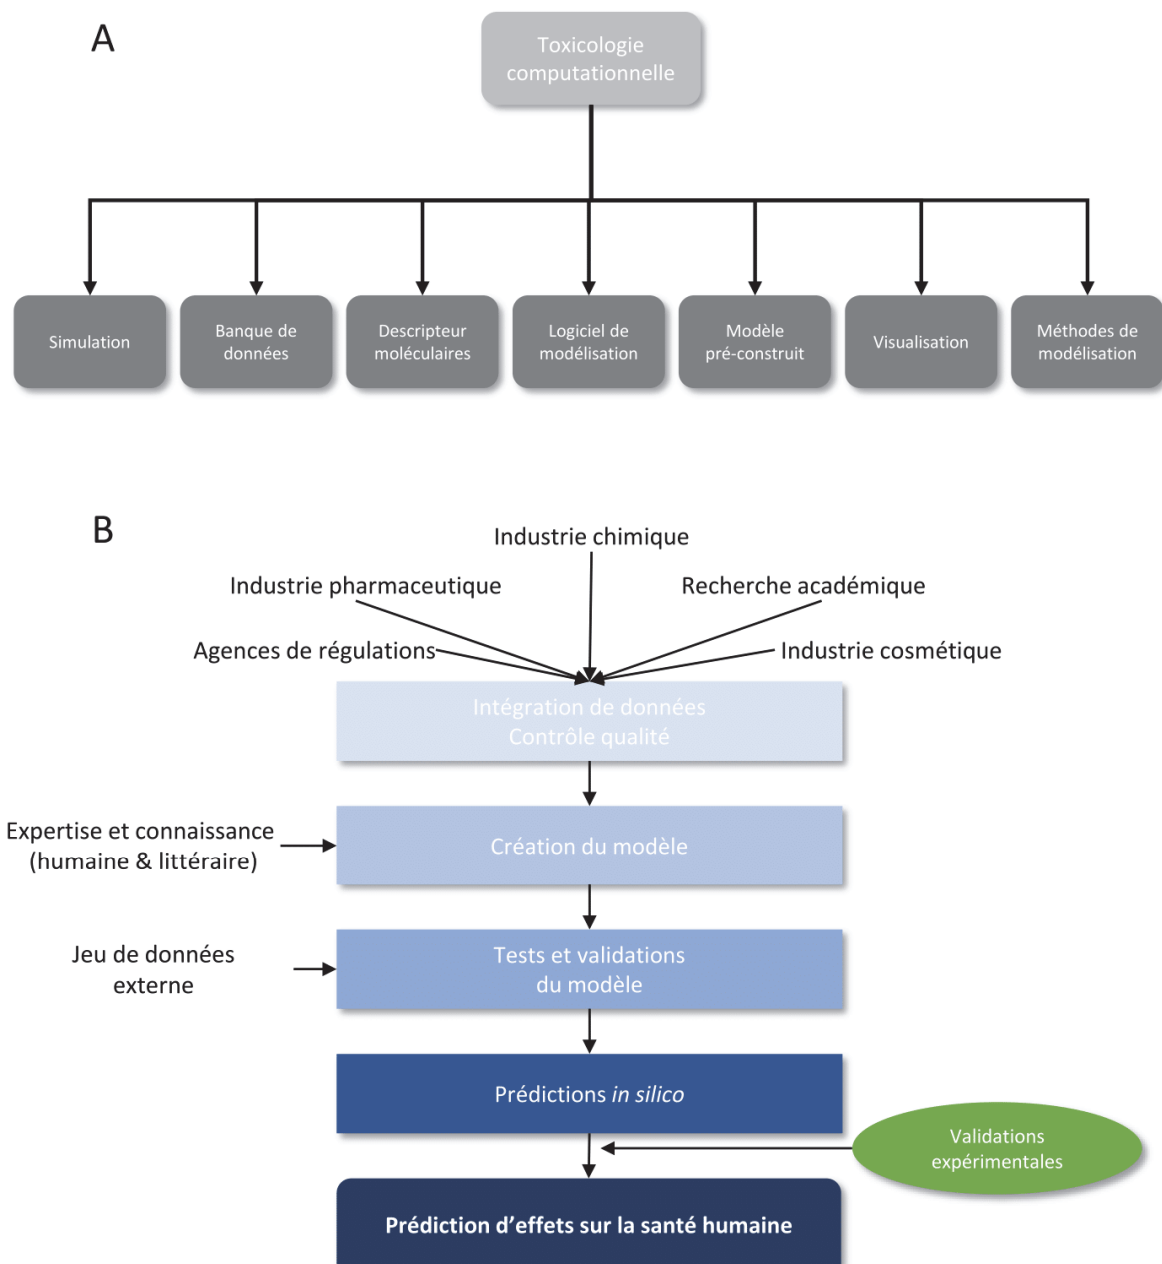 A
Toxicologie
computationnelle
Simulation
Banque de
données
Descripteur
moléculaires
Logiciel de
modélisation
Modèle
pré-construit
Visualisation
Méthodes de
modélisation
B
Industrie chimique
Industrie pharmaceutique
Recherche académique
Agences de régulations
Industrie cosmétique
Intégration de données
Contrôle qualité
Expertise et connaissance
(humaine & littéraire)
Création du modèle
Jeu de données
externe
Tests et validations
du modèle
Prédictions in silico
Validations
expérimentales
Prédiction d'effets sur la santé humaine